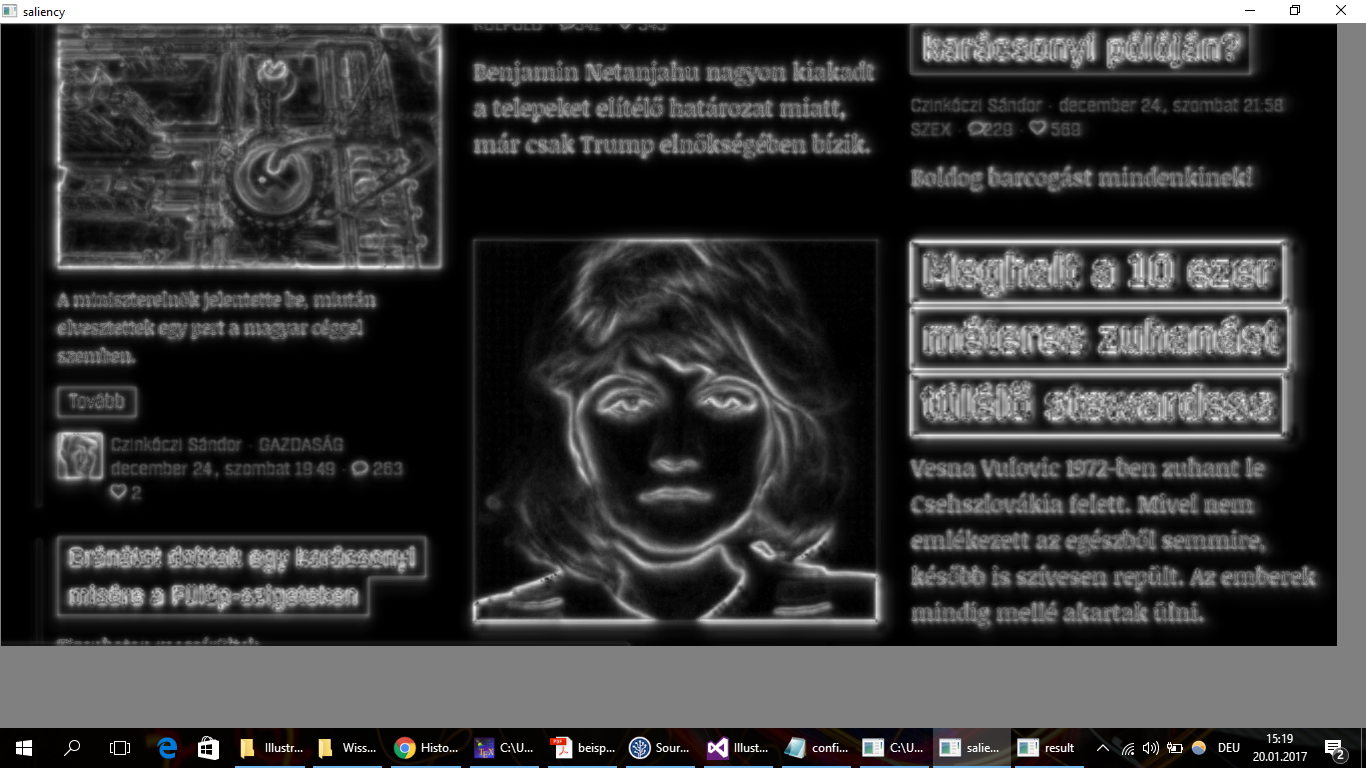 saliency
A miniszterelnök jelentette be, miután
elvesztettek egy pert a magyar céggel
szemben.
Tovább
Czinkóczi Sándor · GAZDASÁG
december 24, szombat 19:49 · 263
2
Gránátot dobtak egy karácsonyi
misére a Fülöp-szigeteken
KÜLFÖLD
Benjamin Netanjahu nagyon kiakadt
a telepeket elítélő határozat miatt,
már csak Trump elnökségében bízik.
karácsonyi pólóján?
Czinkóczi Sándor · december 24, szombat 21:58
SZEX · 229 · 569
Boldog barcogást mindenkinek!
Meghalt a 10 ezer
méteres zuhanást
túlélő stewardess
Vesna Vulovic 1972-ben zuhant le
Csehszlovákia felett. Mivel nem
emlékezett az egészből semmire,
később is szívesen repült. Az emberek
mindig mellé akartak ülni.
Illustr...
Wiss...
Histo...
C:\U...
beisp...
Sour...
Illust...
confi...
C:\U...
salie...
result
DEU
15:19
20.01.2017
2